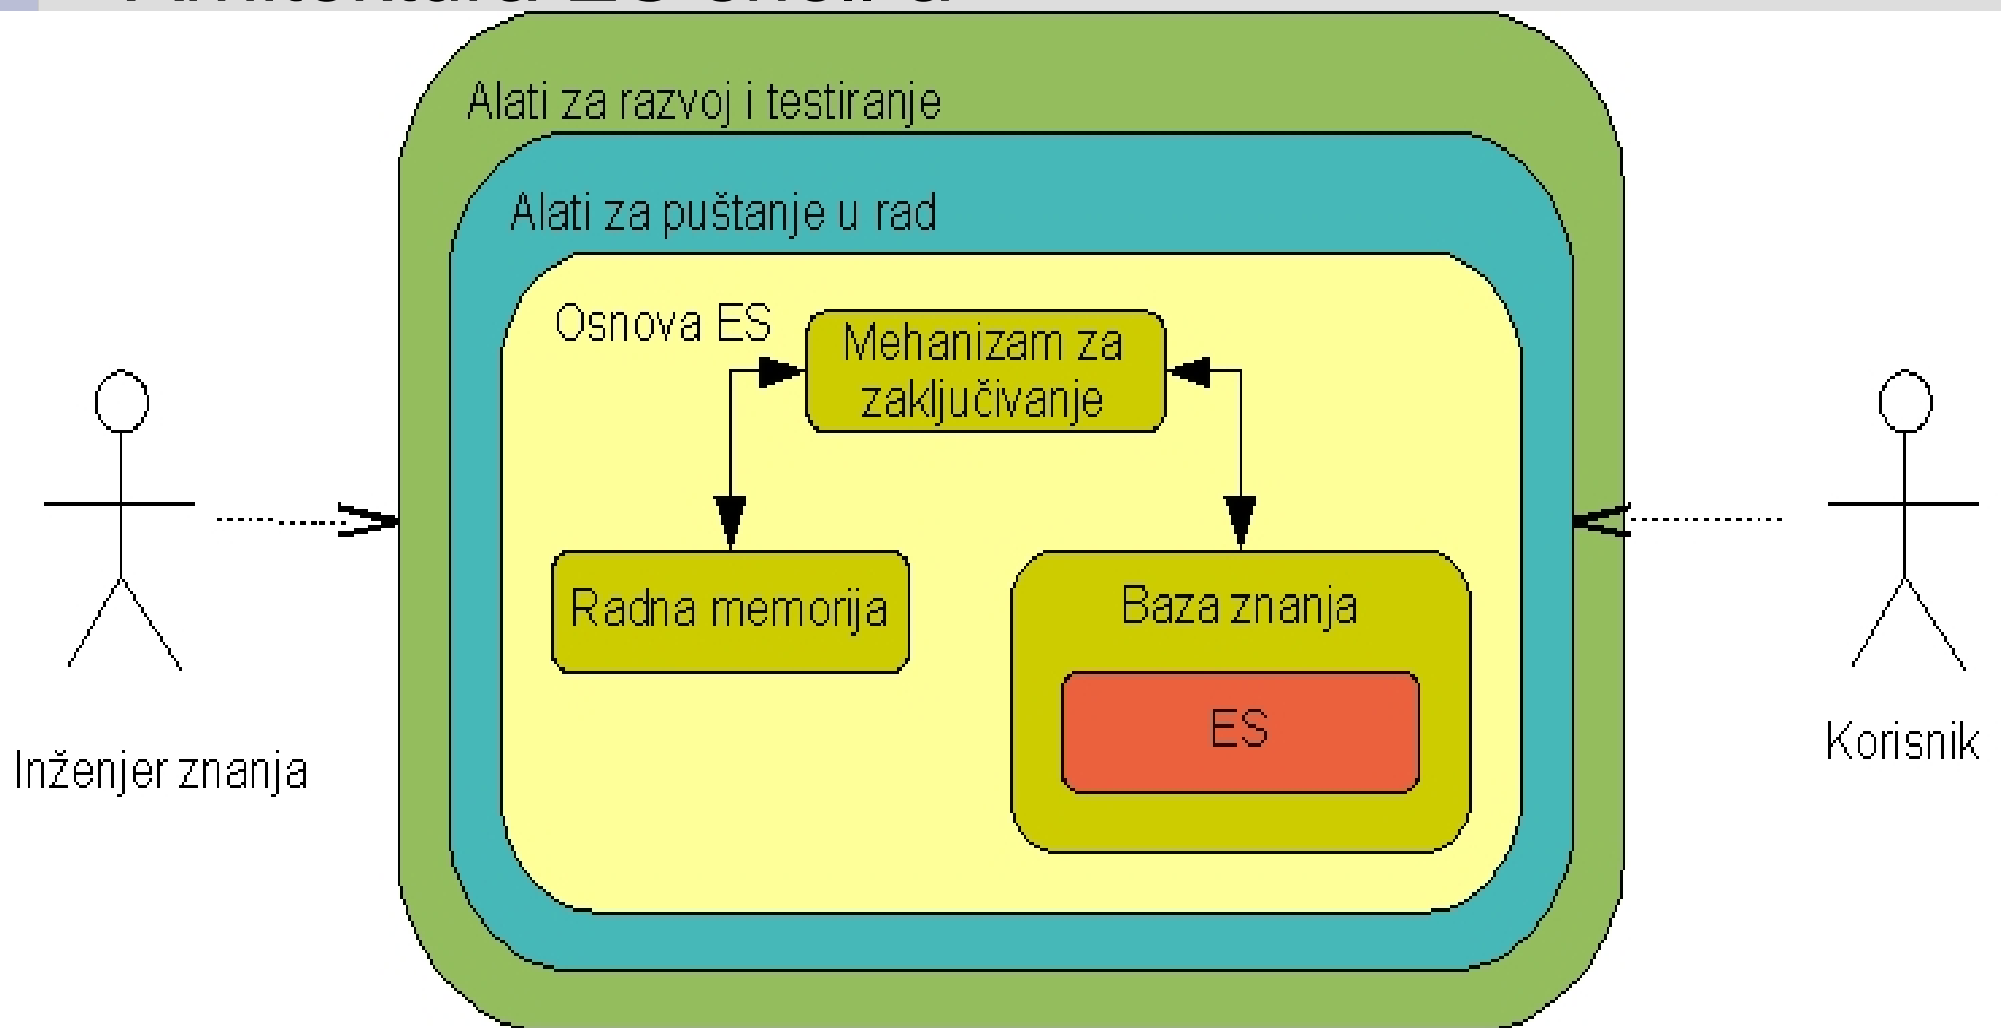 Alati za razvoj i testiranje
Alati za puštanje u rad
Osnova ES
Mehanizam za
zaključivanje
Radna memorija
Baza znanja
ES
Inženjer znanja
Korisnik